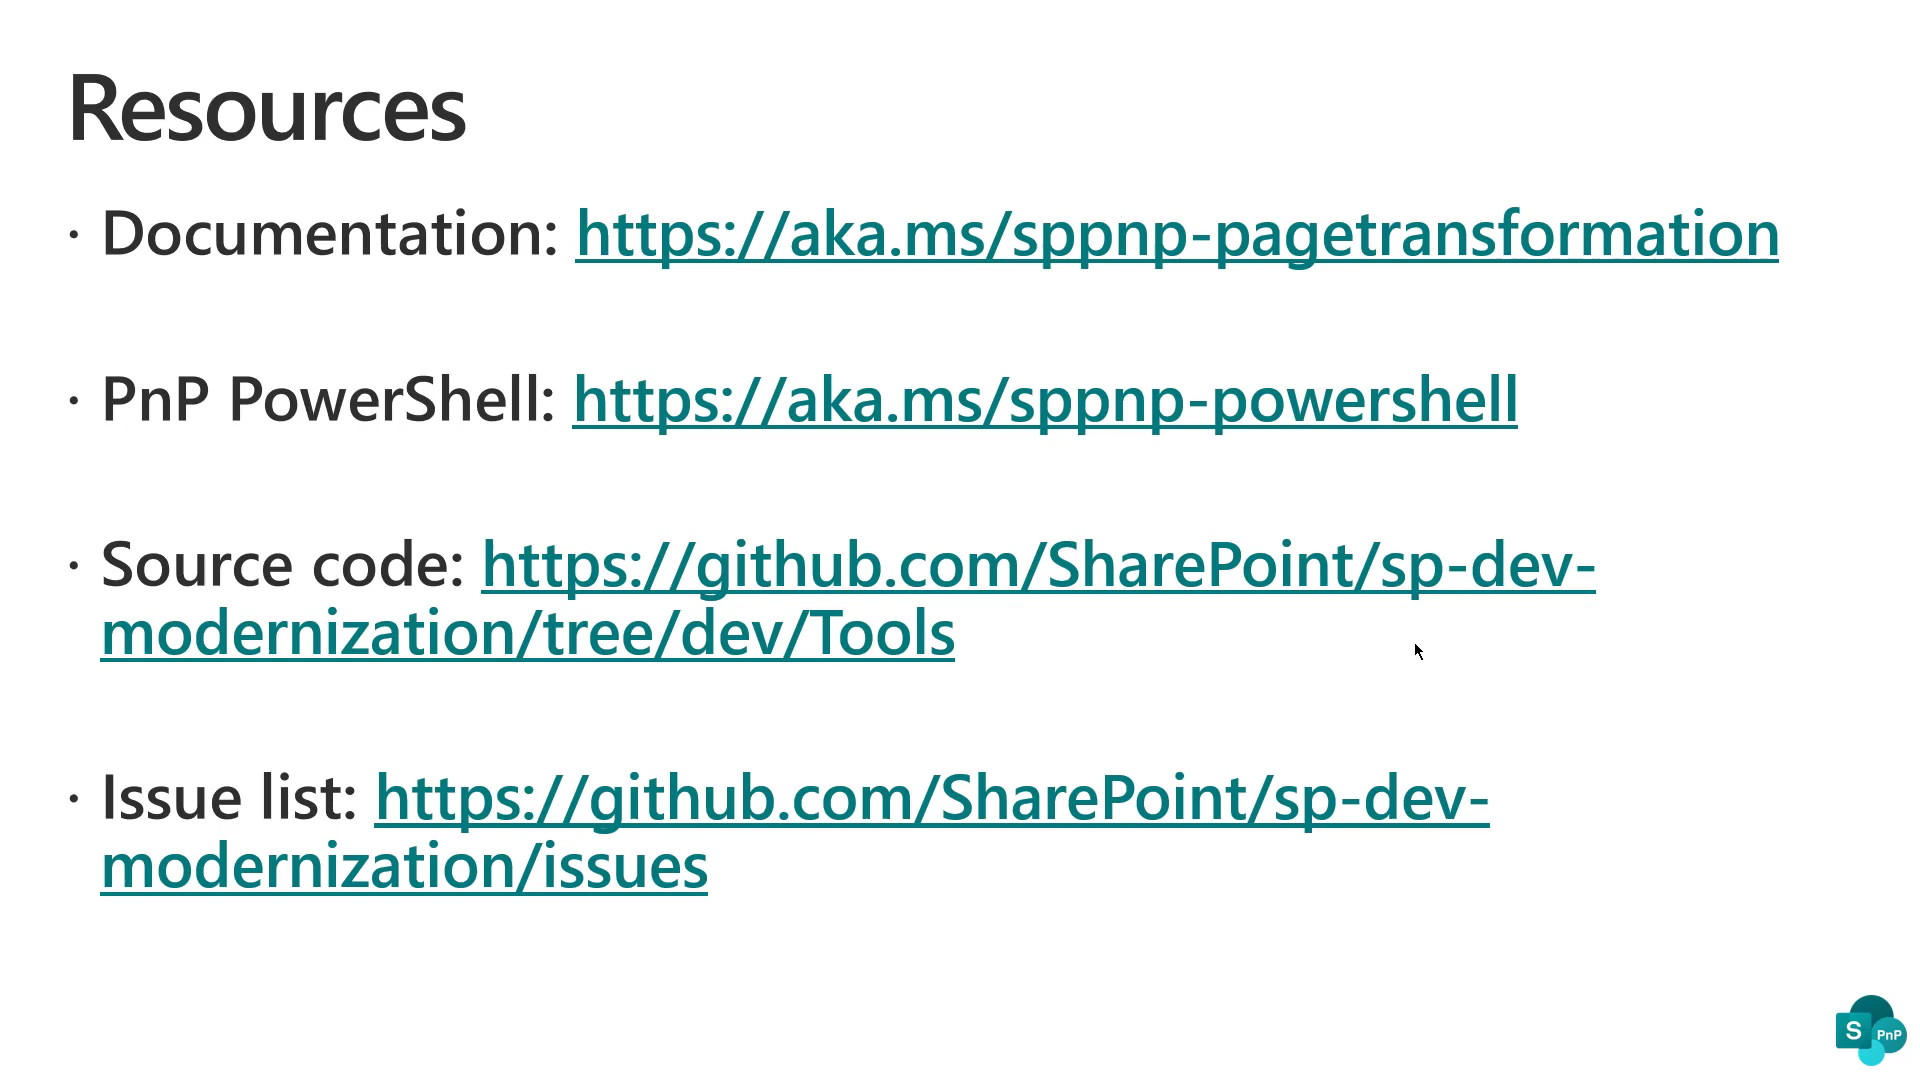 Resources
· Documentation: https://aka.ms/sppnp-pagetransformation
· PnP PowerShell: https://aka.ms/sppnp-powershell
· Source code: https://github.com/SharePoint/sp-dev-
modernization/tree/dev/Tools
· Issue list: https://github.com/SharePoint/sp-dev-
modernization/issues
S PnP